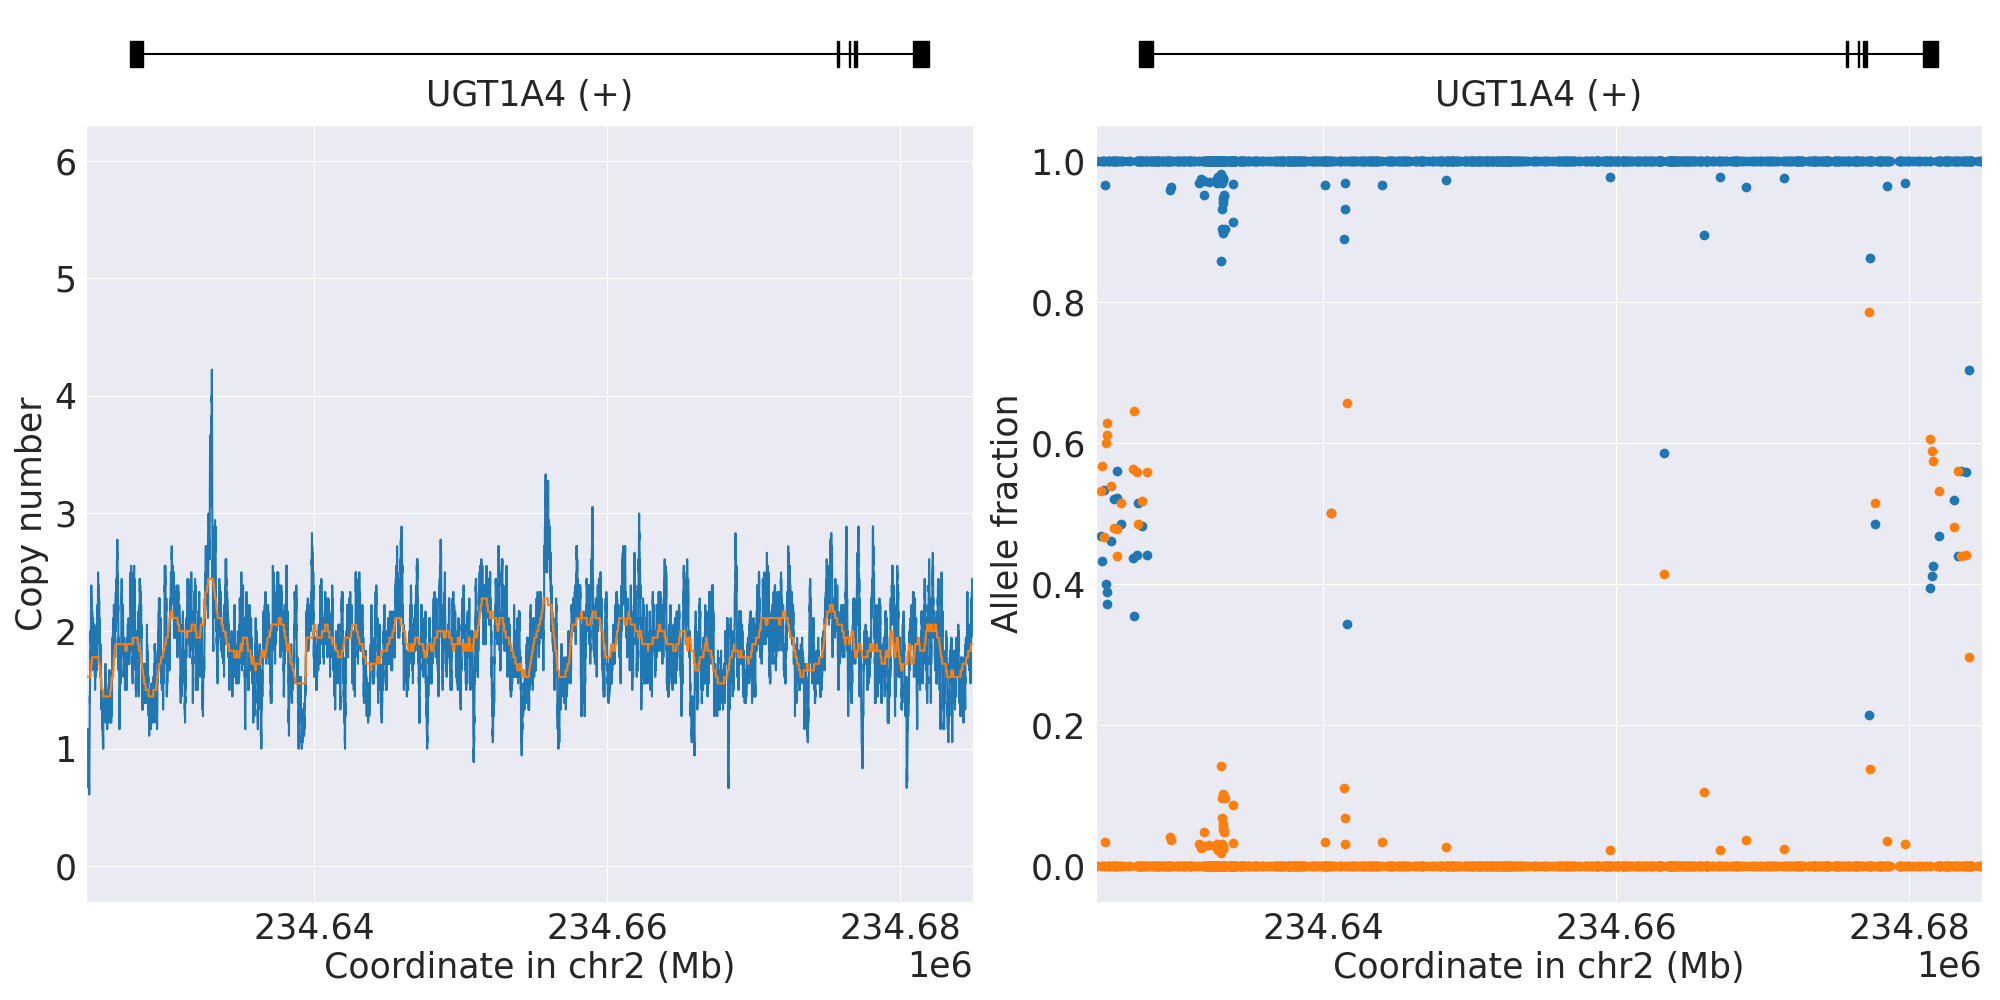 UGT1A4 (+)
6
5
4
3
2
1
0
Copy number
234.64 234.66 234.68
Coordinate in chr2 (Mb)
1e6
UGT1A4 (+)
1.0
0.8
0.6
0.4
0.2
0.0
Allele fraction
234.64 234.66 234.68
Coordinate in chr2 (Mb)
1e6